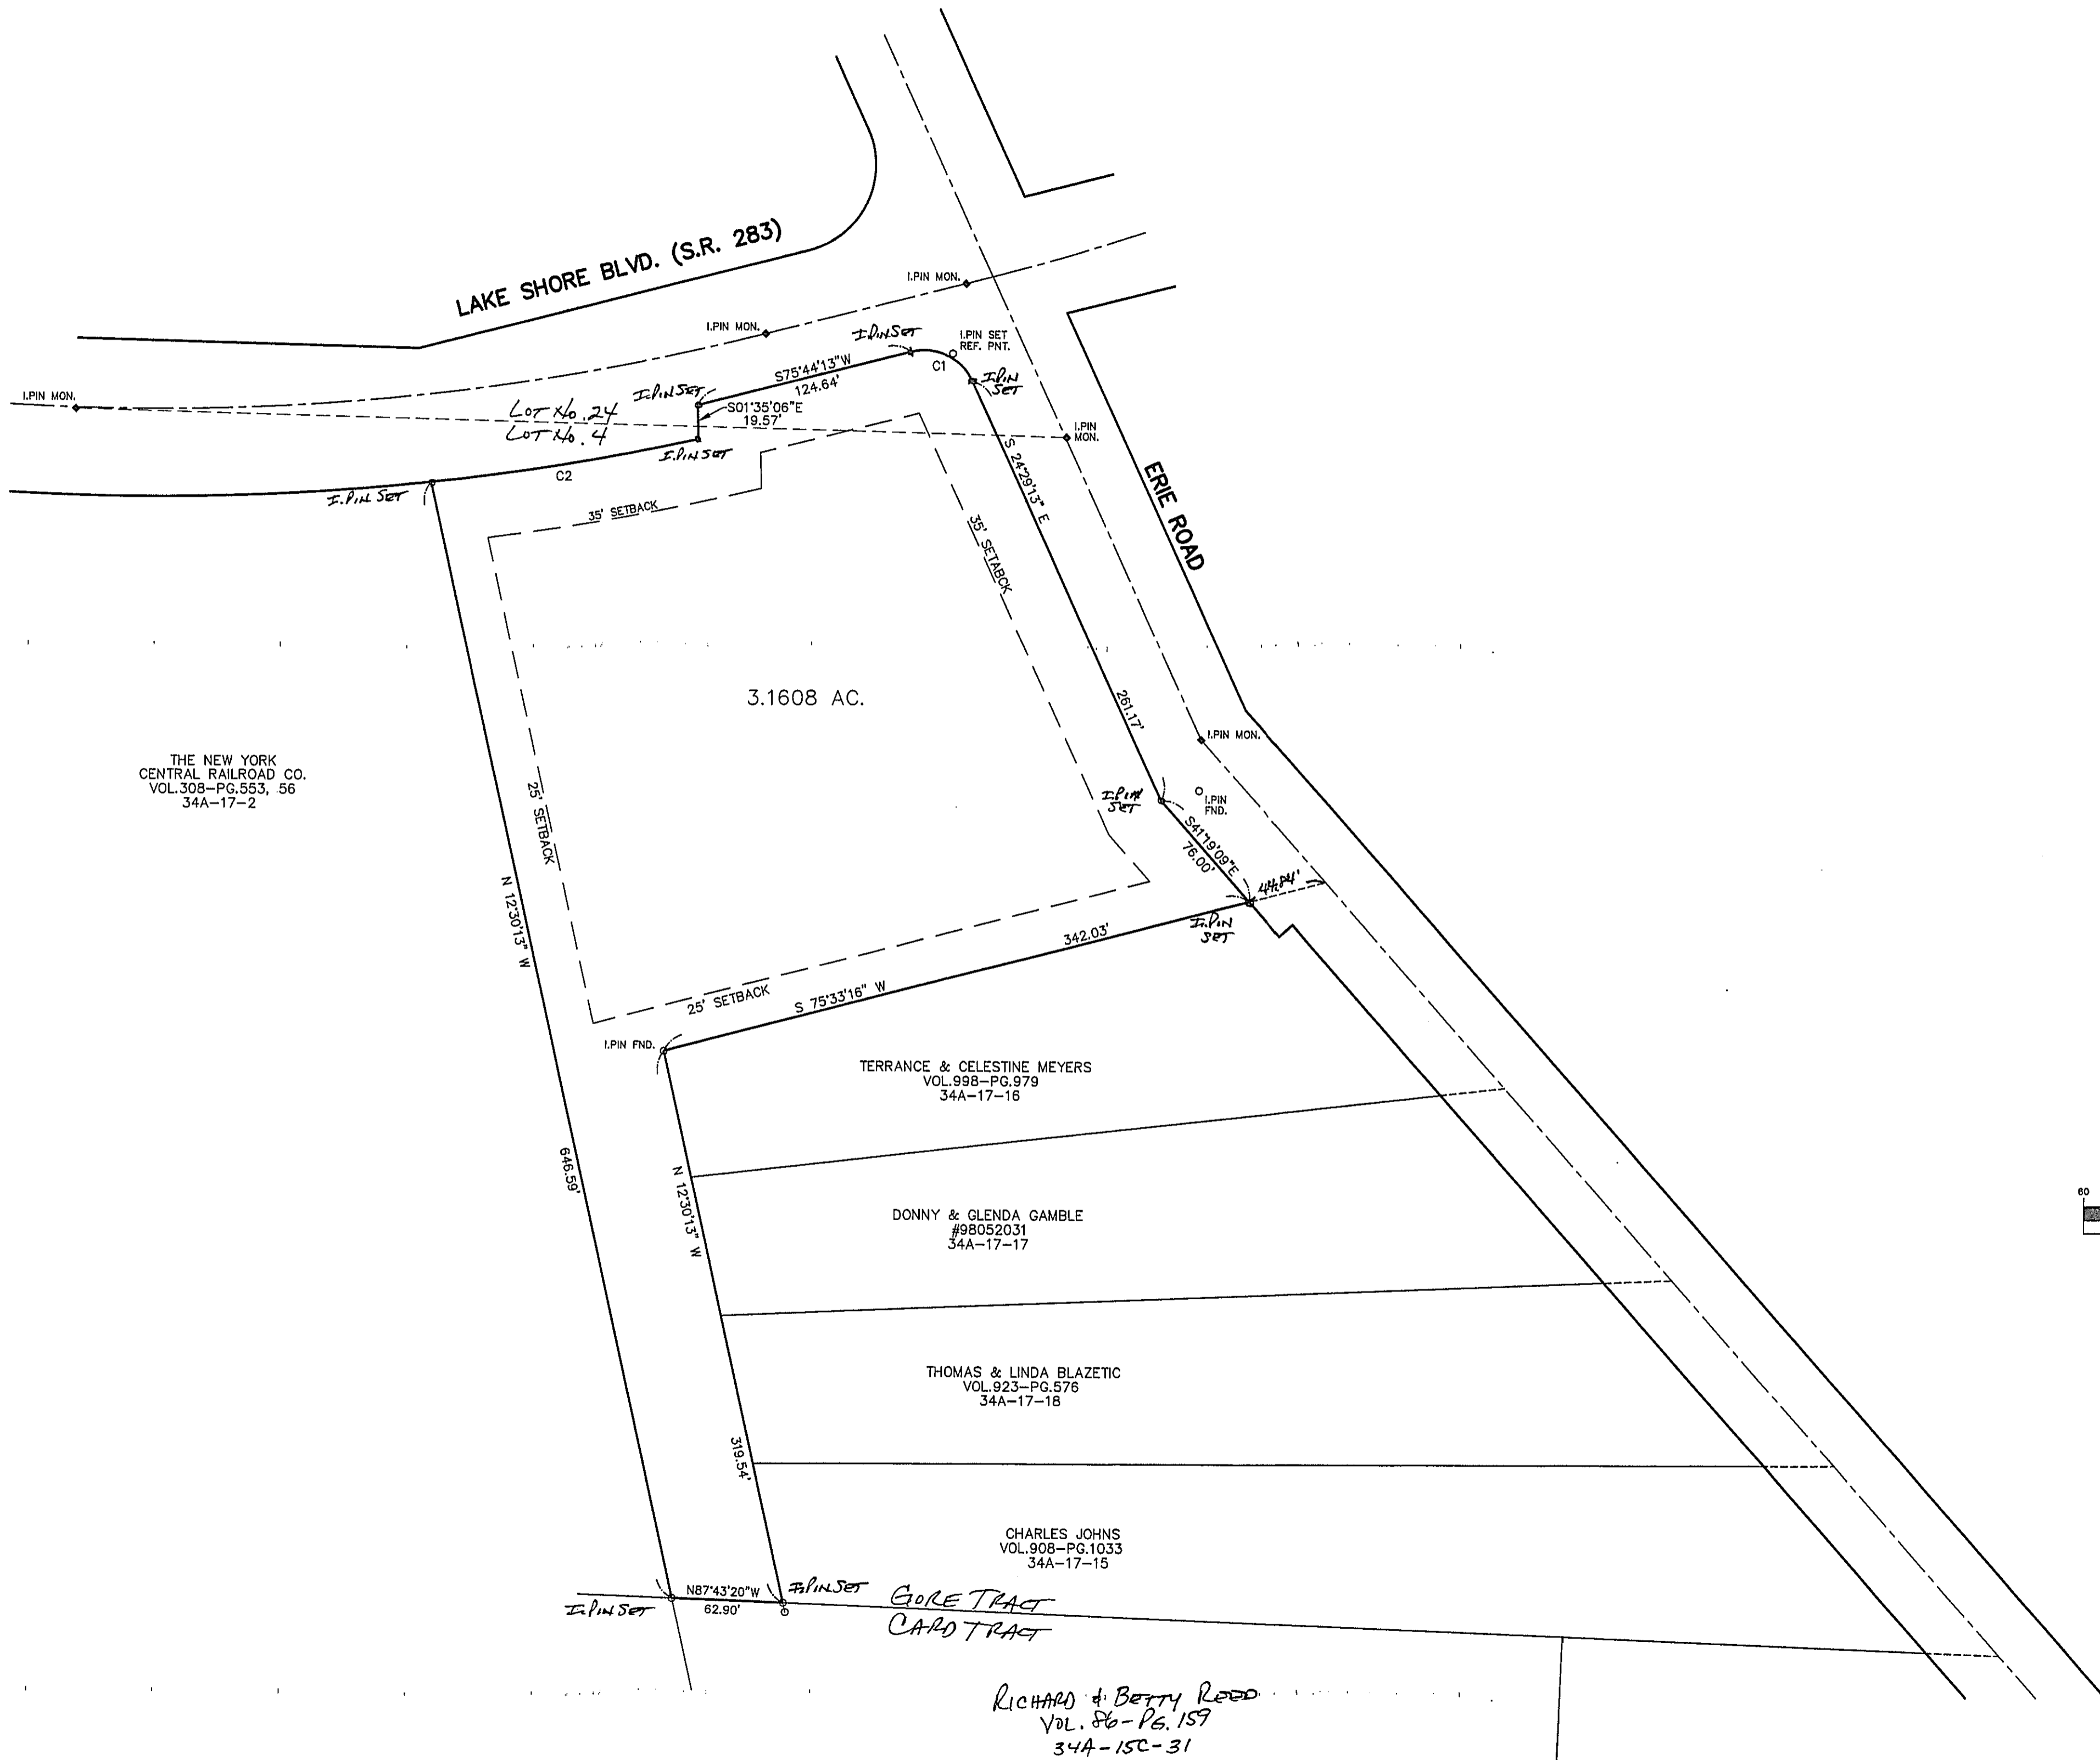 LAKE SHORE BLVD. (S.R. 283)
I.PIN MON.
I.PIN MON.
I.PIN SET
I.PIN SET
REF. PNT.
C1
S75°44'13"W
124.64'
I.PIN
SET
I.PIN MON.
I.PIN SET
LOT No. 24
LOT No. 4
S01°35'06"E
19.57'
I.PIN SET
I.PIN
MON.
C2
I.PIN SET
35' SETBACK
S 24°29'13" E
35' SETABCK
ERIE ROAD
261.17'
3.1608 AC.
I.PIN MON.
THE NEW YORK
CENTRAL RAILROAD CO.
VOL.308-PG.553, 56
34A-17-2
25' SETBACK
I.PIN
SET
I.PIN
FND.
S41°19'09"E
76.00'
44.84'
N 12°30'13" W
I.PIN
SET
342.03'
S 75°33'16" W
25' SETBACK
I.PIN FND.
TERRANCE & CELESTINE MEYERS
VOL.998-PG.979
34A-17-16
646.59'
N 12°30'13" W
DONNY & GLENDA GAMBLE
#98052031
34A-17-17
60
THOMAS & LINDA BLAZETIC
VOL.923-PG.576
34A-17-18
319.54'
CHARLES JOHNS
VOL.908-PG.1033
34A-17-15
N87°43'20"W
62.90'
I.PIN SET
I.PIN SET
GORE TRACT
CARD TRACT
RICHARD & BETTY REED
VOL. 86-PG. 159
34A-15C-31